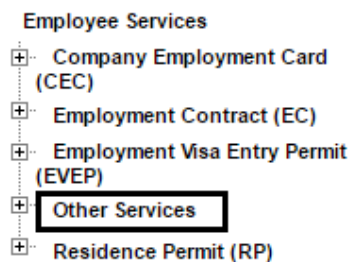 Employee Services
Company Employment Card
(CEC)
Employment Contract (EC)
Employment Visa Entry Permit
(EVEP)
Other Services
Residence Permit (RP)